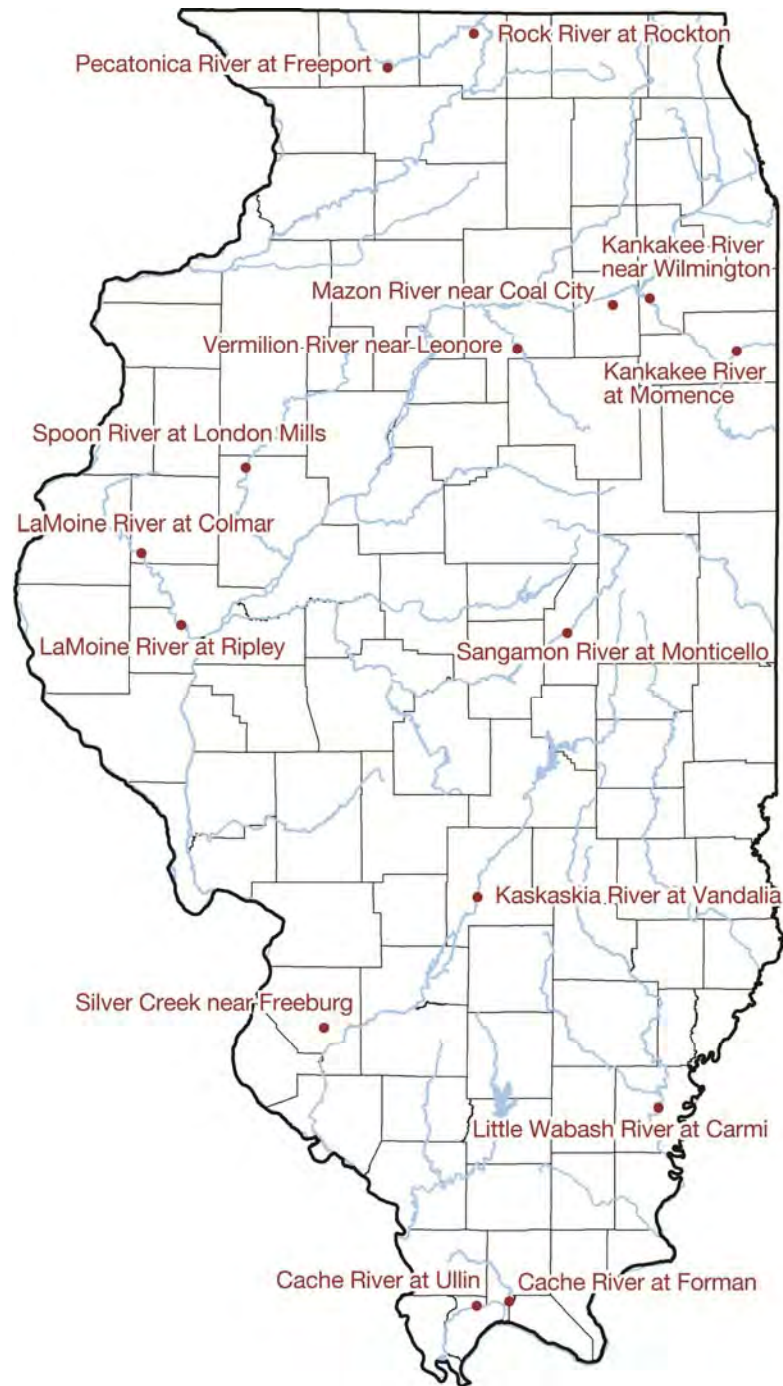 Rock River at Rockton
Pecatonica River at Freeport
Kankakee River
near Wilmington
Mazon River near Coal City
Vermilion River near Leonore
Kankakee River
at Momence
Spoon River at London Mills
LaMoine River at Colmar
LaMoine River at Ripley
Sangamon River at Monticello
Kaskaskia River at Vandalia
Silver Creek near Freeburg
Little Wabash River at Carmi
Cache River at Ullin
Cache River at Forman